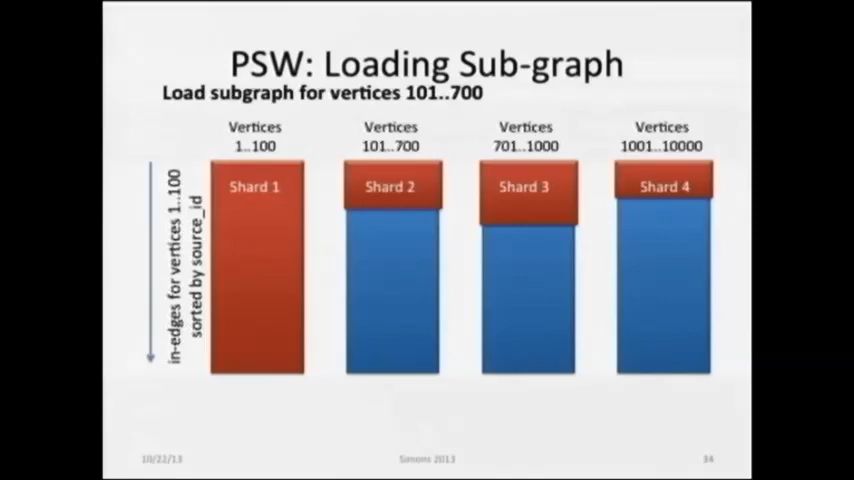 PSW: Loading Sub-graph
Load subgraph for vertices 101..700
Vertices
1..100
Vertices
101..700
Vertices
701..1000
Vertices
1001..10000
Shard 1
Shard 2
Shard 3
Shard 4
in-edges for vertices 1..100
sorted by source_id
10/22/13
Simons 2013
34